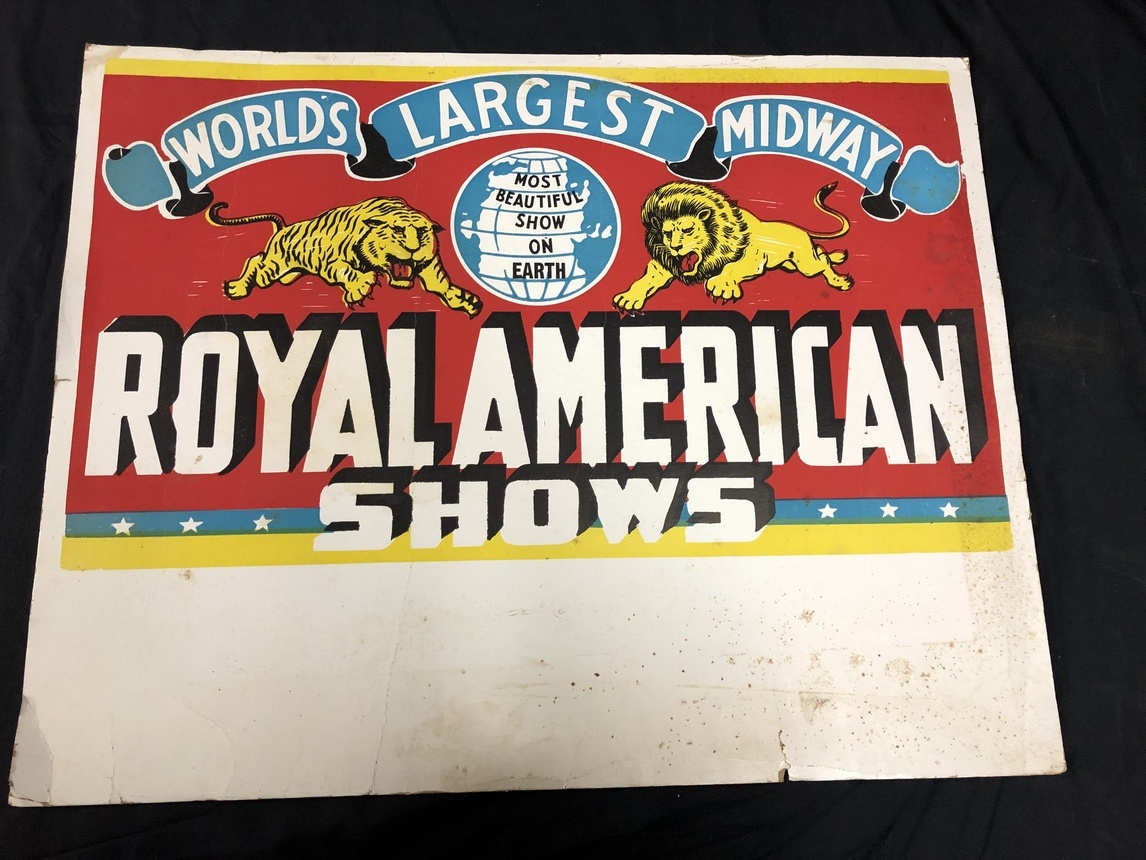 WORLD'S LARGEST MIDWAY
MOST
BEAUTIFUL
SHOW
ON
EARTH
ROYAL AMERICAN
SHOWS